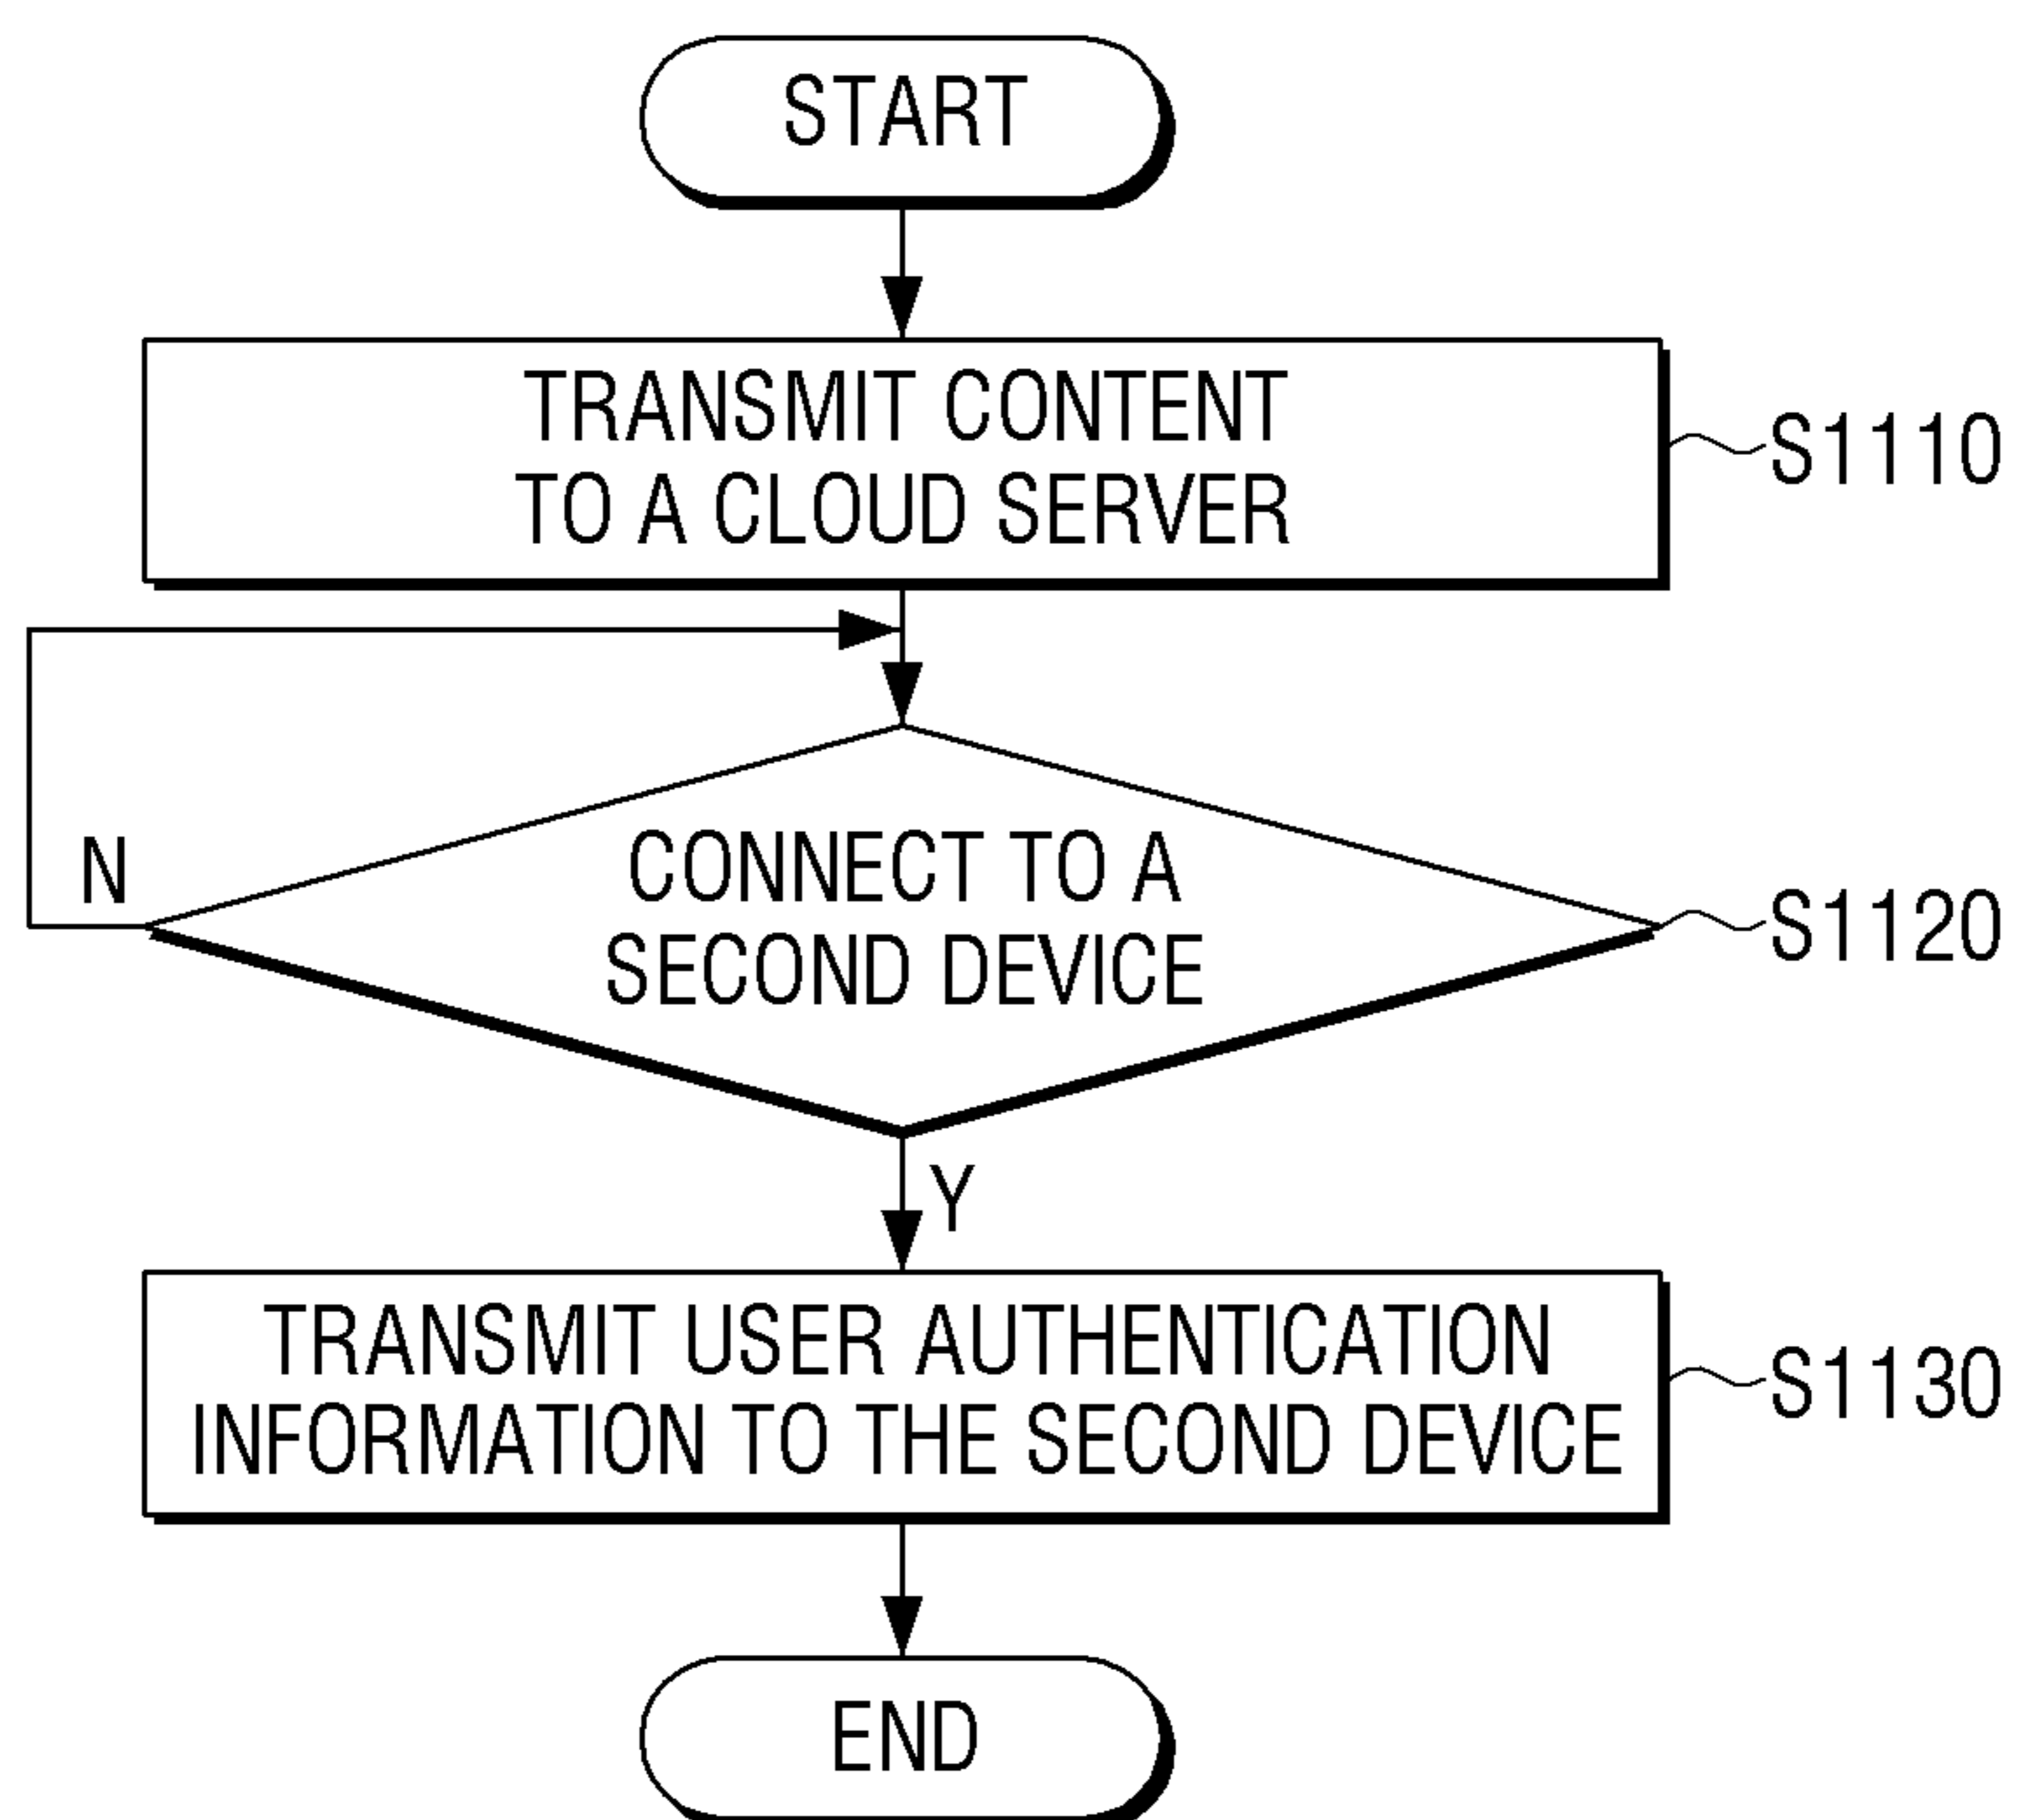 START
TRANSMIT CONTENT
TO A CLOUD SERVER
S1110
N
CONNECT TO A
SECOND DEVICE
S1120
Y
TRANSMIT USER AUTHENTICATION
INFORMATION TO THE SECOND DEVICE
S1130
END